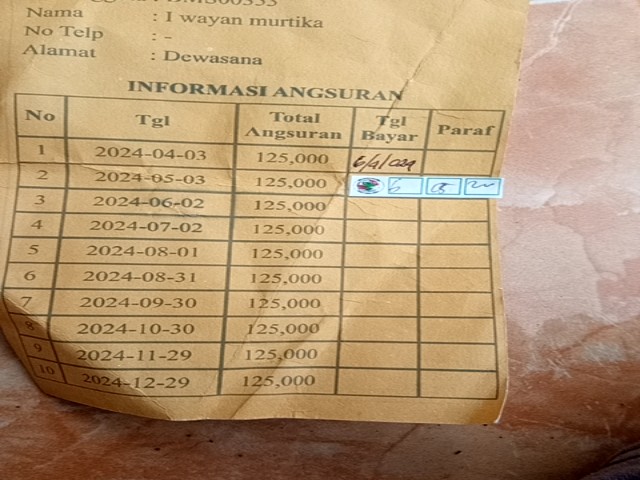 Nama : I wayan murtika
No Telp : -
Alamat : Dewasana
INFORMASI ANGSURAN
No Tgl Total Angsuran Tgl Bayar Paraf
1 2024-04-03 125,000
2 2024-05-03 125,000 6
3 2024-06-02 125,000
4 2024-07-02 125,000
5 2024-08-01 125,000
6 2024-08-31 125,000
7 2024-09-30 125,000
8 2024-10-30 125,000
9 2024-11-29 125,000
10 2024-12-29 125,000